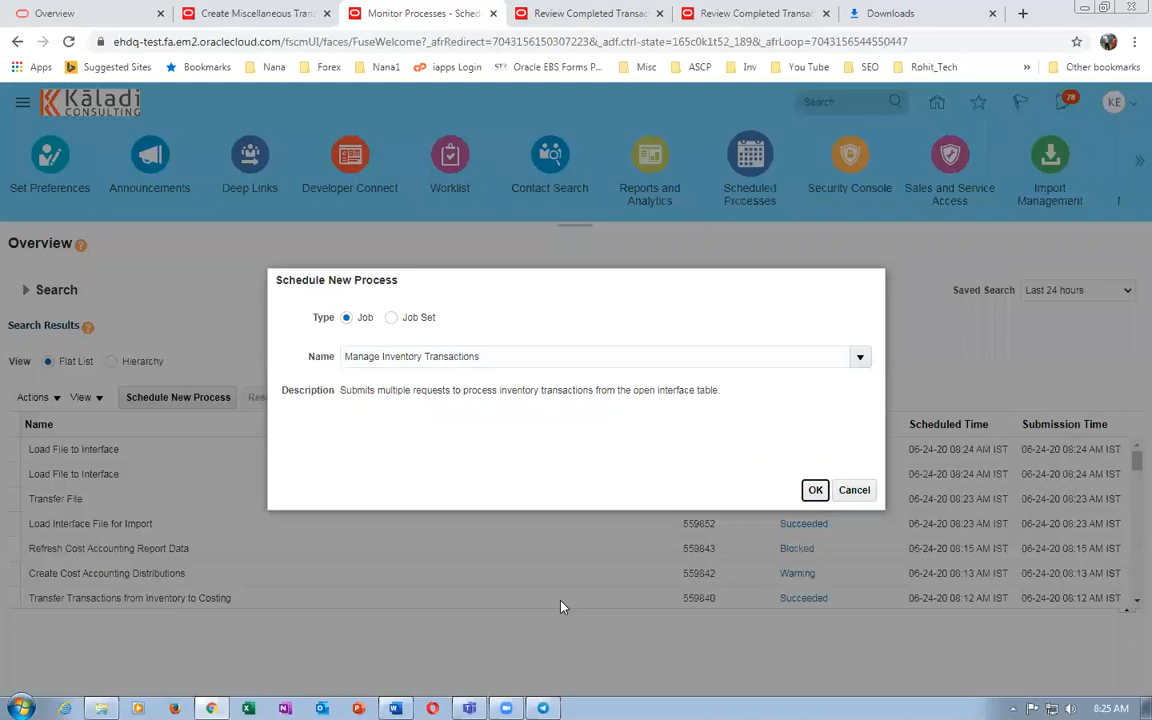 Overview
Create Miscellaneous Tran
Monitor Processes - Sched
Review Completed Transac
Review Completed Transac
Downloads
ehdq-test.fa.em2.oraclecloud.com/fscmUI/faces/FuseWelcome?_afrRedirect=7043156150307223&_adf.ctrl-state=165c0k1t52_189&_afrLoop=7043156544550447
Apps Suggested Sites Bookmarks Nana Forex Nana1 iapps Login Oracle EBS Forms P... Misc ASCP Inv You Tube SEO Rohit_Tech » Other bookmarks
Kāladi
CONSULTING
Search
78
KE
Set Preferences
Announcements
Deep Links
Developer Connect
Worklist
Contact Search
Reports and
Analytics
Scheduled
Processes
Security Console
Sales and Service
Access
Import
Management
Overview
Search
Saved Search Last 24 hours
Search Results
View Flat List Hierarchy
Actions View Schedule New Process
Schedule New Process
Type Job Job Set
Name Manage Inventory Transactions
Description Submits multiple requests to process inventory transactions from the open interface table.
OK Cancel
Name Scheduled Time Submission Time
Load File to Interface 06-24-20 08:24 AM IST 06-24-20 08:24 AM IST
Load File to Interface 06-24-20 08:24 AM IST 06-24-20 08:24 AM IST
Transfer File 06-24-20 08:23 AM IST 06-24-20 08:23 AM IST
Load Interface File for Import 559852 Succeeded 06-24-20 08:23 AM IST 06-24-20 08:23 AM IST
Refresh Cost Accounting Report Data 559843 Blocked 06-24-20 08:15 AM IST 06-24-20 08:15 AM IST
Create Cost Accounting Distributions 559842 Warning 06-24-20 08:13 AM IST 06-24-20 08:13 AM IST
Transfer Transactions from Inventory to Costing 559840 Succeeded 06-24-20 08:12 AM IST 06-24-20 08:12 AM IST
8:25 AM